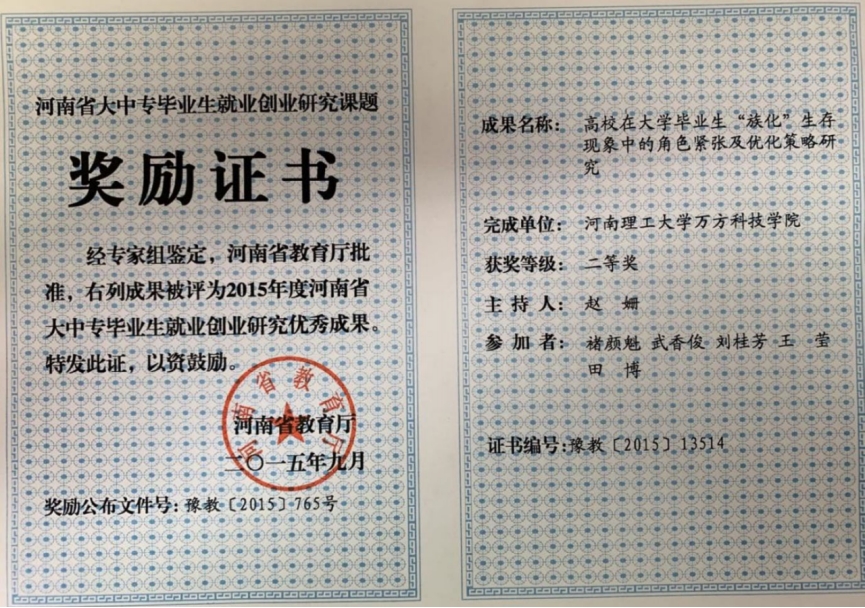 河南省大中专毕业生就业创业研究课题
奖励证书
经专家组鉴定，河南省教育厅批
准，右列成果被评为2015年度河南省
大中专毕业生就业创业研究优秀成果。
特发此证，以资鼓励。
河南省教育厅
河南省教育厅
二〇一五年九月
奖励公布文件号：豫教〔2015〕765号
成果名称：高校在大学毕业生“族化”生存
现象中的角色紧张及优化策略研
究
完成单位：河南理工大学万方科技学院
获奖等级：二等奖
主持人：赵 姗
参加者：褚颜魁 武香俊 刘桂芳 王 莹
田 博
证书编号：豫教〔2015〕13514